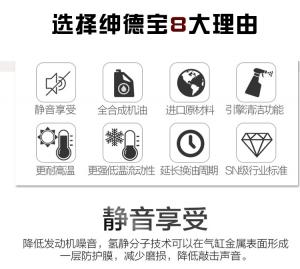 选择绅德宝8大理由
静音享受 全合成机油 进口原材料 引擎清洁功能
更耐高温 更强低温流动性 延长换油周期 SN级行业标准
静音享受
降低发动机噪音，氢静分子技术可以在气缸金属表面形成
一层防护膜，减少磨损，降低敲击声音。